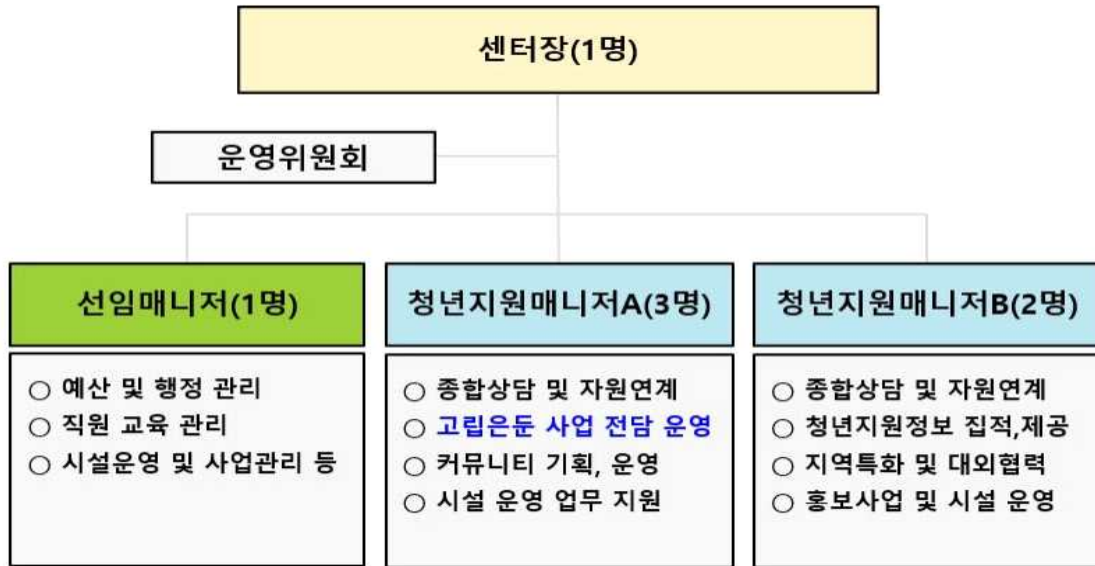 센터장(1명)
운영위원회
선임매니저(1명)
○ 예산 및 행정 관리
○ 직원 교육 관리
○ 시설운영 및 사업관리 등
청년지원매니저A(3명)
○ 종합상담 및 자원연계
○ 고립은둔 사업 전담 운영
○ 커뮤니티 기획, 운영
○ 시설 운영 업무 지원
청년지원매니저B(2명)
○ 종합상담 및 자원연계
○ 청년지원정보 집적,제공
○ 지역특화 및 대외협력
○ 홍보사업 및 시설 운영